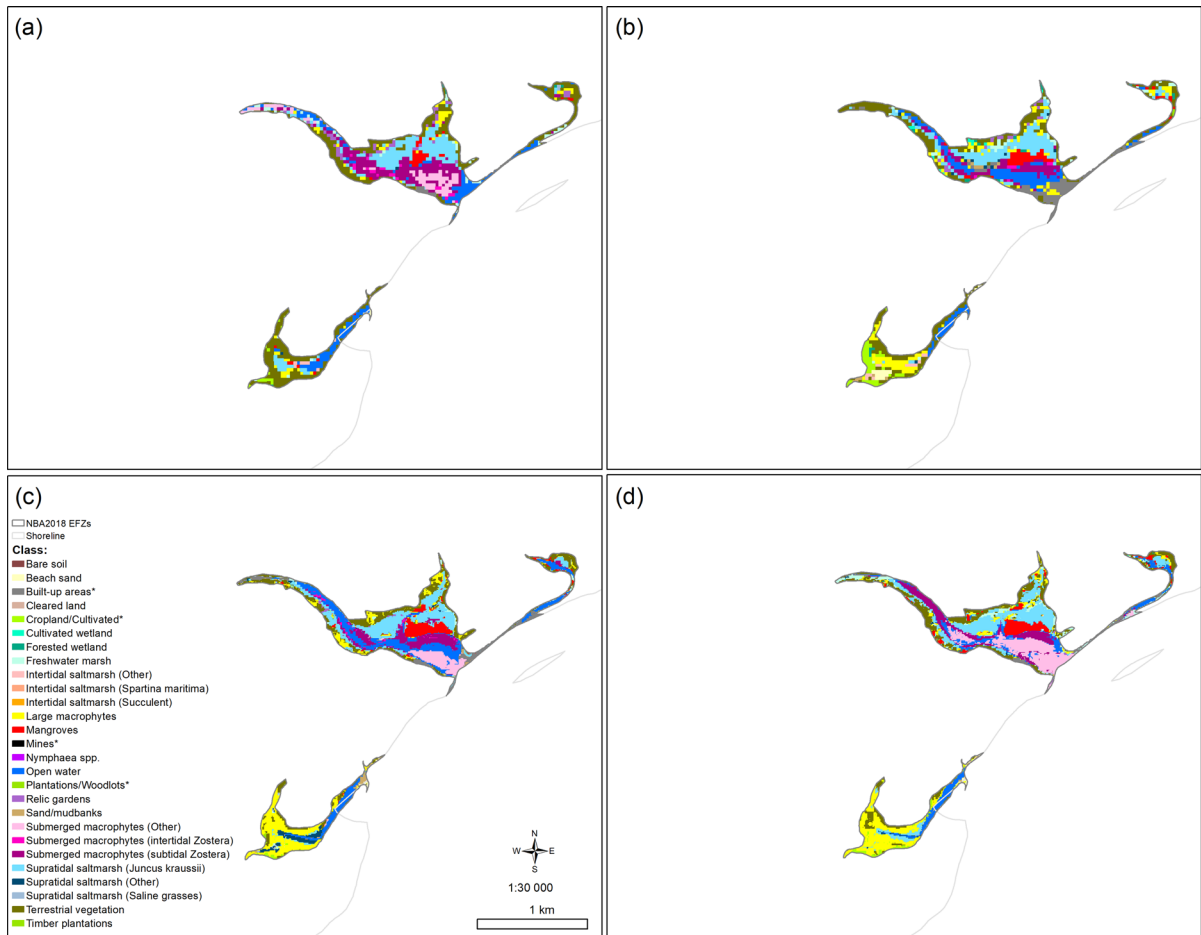 (a)
(b)
(c)
NBA2018 EFZs
Shoreline
Class:
Bare soil
Beach sand
Built-up areas*
Cleared land
Cropland/Cultivated*
Cultivated wetland
Forested wetland
Freshwater marsh
Intertidal saltmarsh (Other)
Intertidal saltmarsh (Spartina maritima)
Intertidal saltmarsh (Succulent)
Large macrophytes
Mangroves
Mines*
Nymphaea spp.
Open water
Plantations/Woodlots*
Relic gardens
Sand/mudbanks
Submerged macrophytes (Other)
Submerged macrophytes (intertidal Zostera)
Submerged macrophytes (subtidal Zostera)
Supratidal saltmarsh (Juncus kraussii)
Supratidal saltmarsh (Other)
Supratidal saltmarsh (Saline grasses)
Terrestrial vegetation
Timber plantations
N
W E
S
1:30 000
1 km
(d)